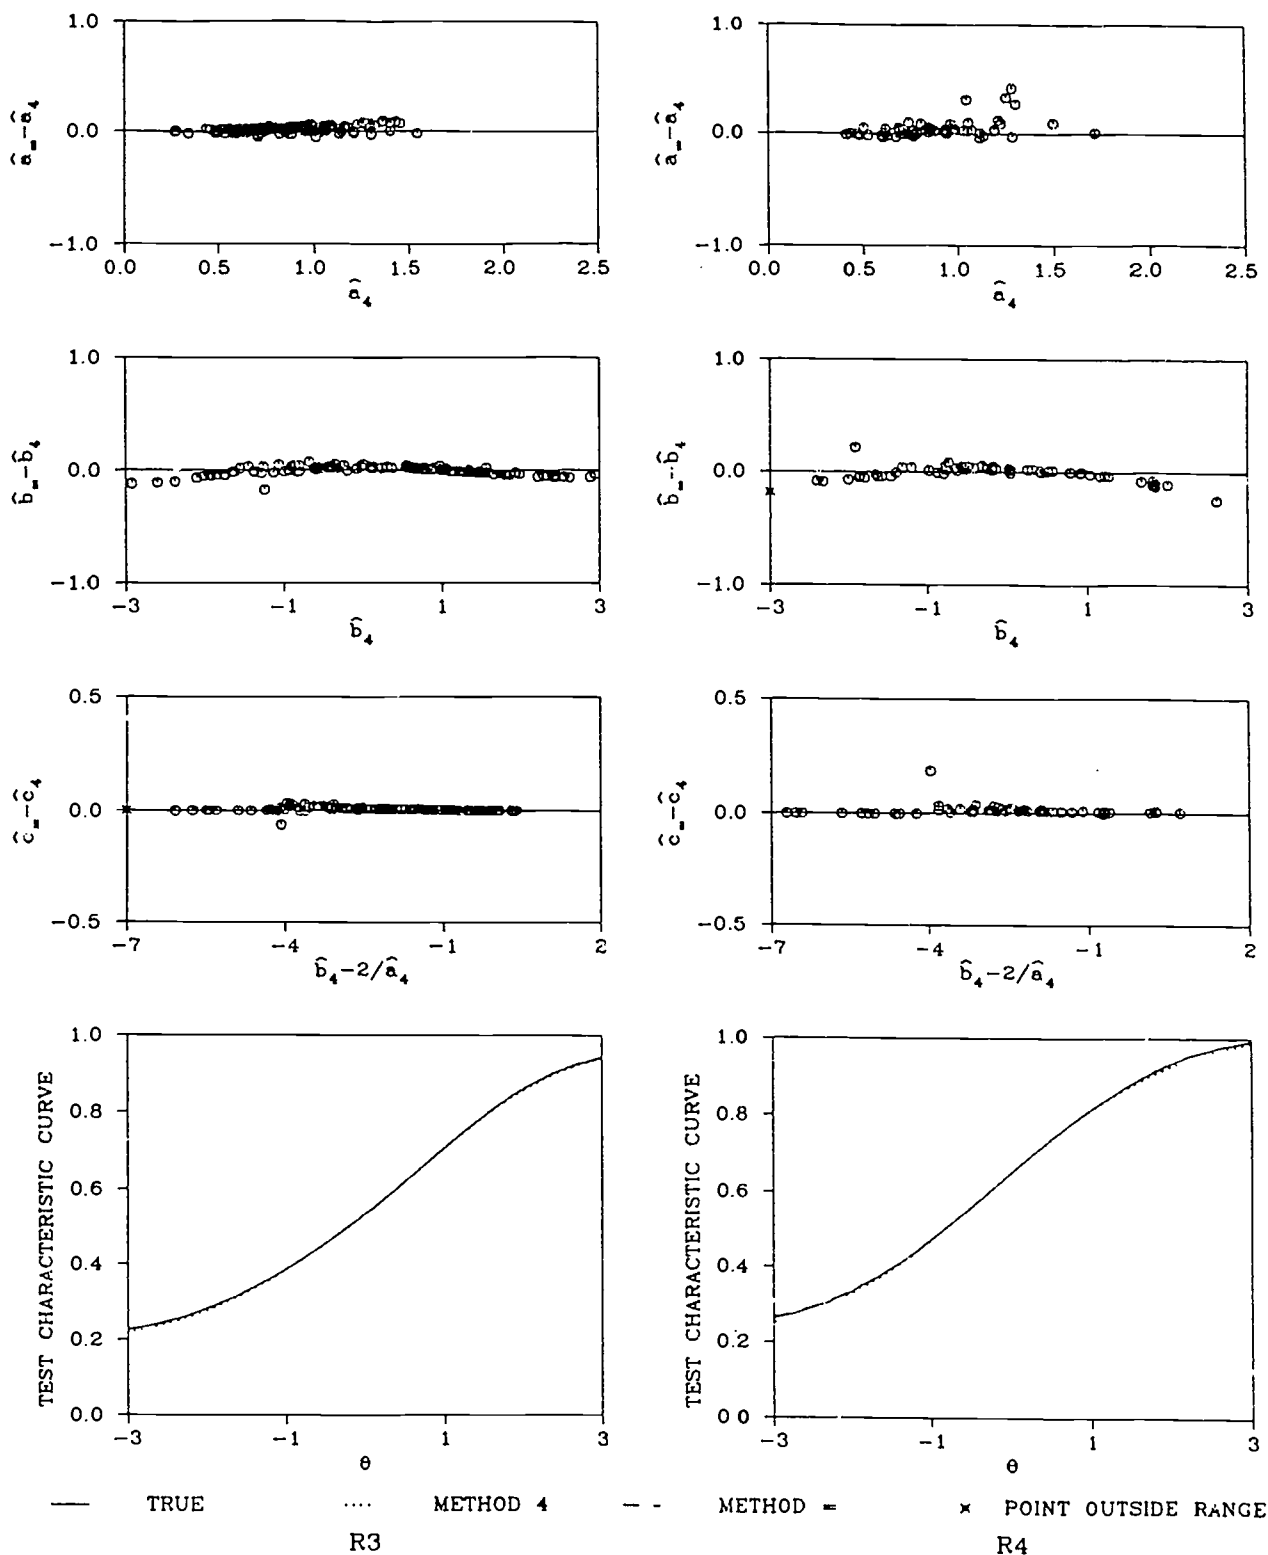 1.0
0.0
−1.0
â₌−â₄
0.0 0.5 1.0 1.5 2.0 2.5
â₄
1.0
0.0
−1.0
â₌−â₄
0.0 0.5 1.0 1.5 2.0 2.5
â₄
1.0
0.0
−1.0
b̂₌−b̂₄
−3 −1 1 3
b̂₄
1.0
0.0
−1.0
b̂₌−b̂₄
−3 −1 1 3
b̂₄
0.5
0.0
−0.5
ĉ₌−ĉ₄
−7 −4 −1 2
b̂₄−2/â₄
0.5
0.0
−0.5
ĉ₌−ĉ₄
−7 −4 −1 2
b̂₄−2/â₄
1.0
0.8
0.6
0.4
0.2
0.0
TEST CHARACTERISTIC CURVE
−3 −1 1 3
θ
1.0
0.8
0.6
0.4
0.2
0 0
TEST CHARACTERISTIC CURVE
−3 −1 1 3
θ
TRUE METHOD 4 METHOD = × POINT OUTSIDE RANGE
R3 R4